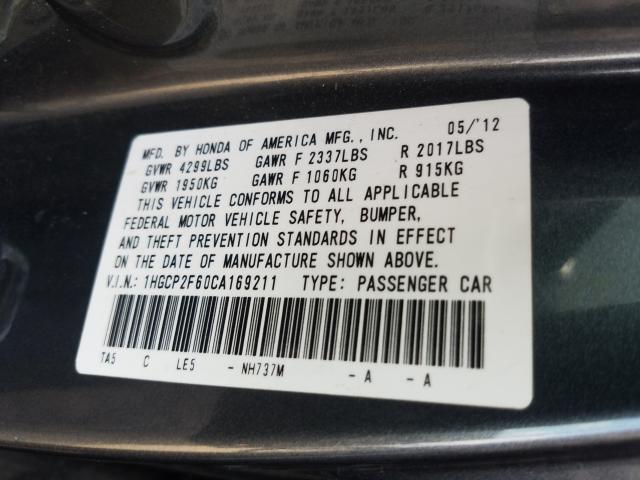 MFD. BY HONDA OF AMERICA MFG., INC. 05/'12
GVWR 4299LBS GAWR F 2337LBS R 2017LBS
GVWR 1950KG GAWR F 1060KG R 915KG
THIS VEHICLE CONFORMS TO ALL APPLICABLE
FEDERAL MOTOR VEHICLE SAFETY, BUMPER,
AND THEFT PREVENTION STANDARDS IN EFFECT
ON THE DATE OF MANUFACTURE SHOWN ABOVE.
V.I.N.: 1HGCP2F60CA169211 TYPE: PASSENGER CAR
TA5 C LE5 - NH737M - A - A